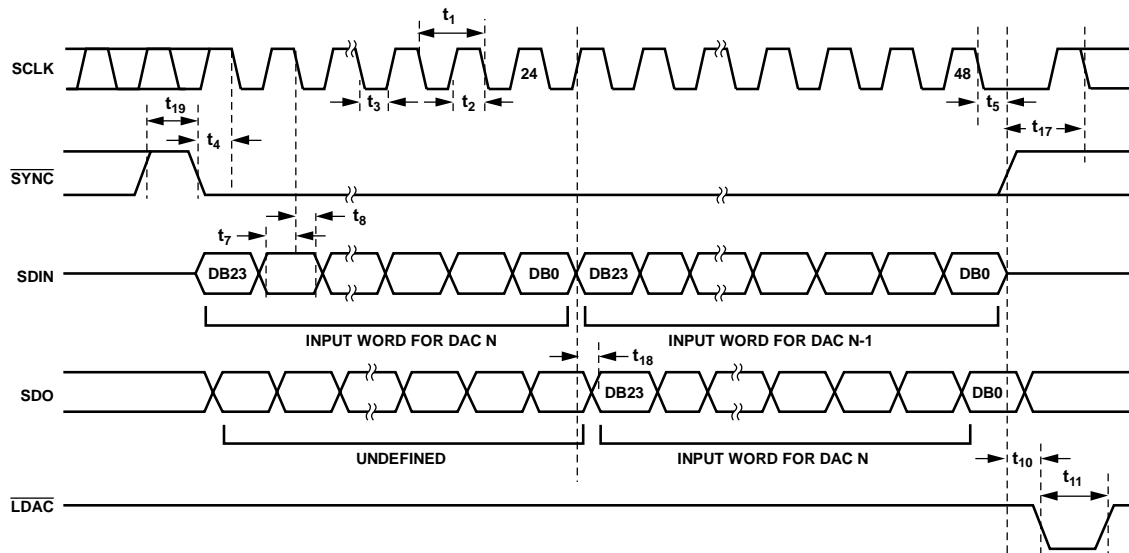 t1
SCLK
24
48
t3
t2
t5
t19
t4
t17
SYNC
t7
t8
SDIN
DB23
DB0
DB23
DB0
INPUT WORD FOR DAC N
INPUT WORD FOR DAC N-1
t18
SDO
DB23
DB0
UNDEFINED
INPUT WORD FOR DAC N
t10
t11
LDAC